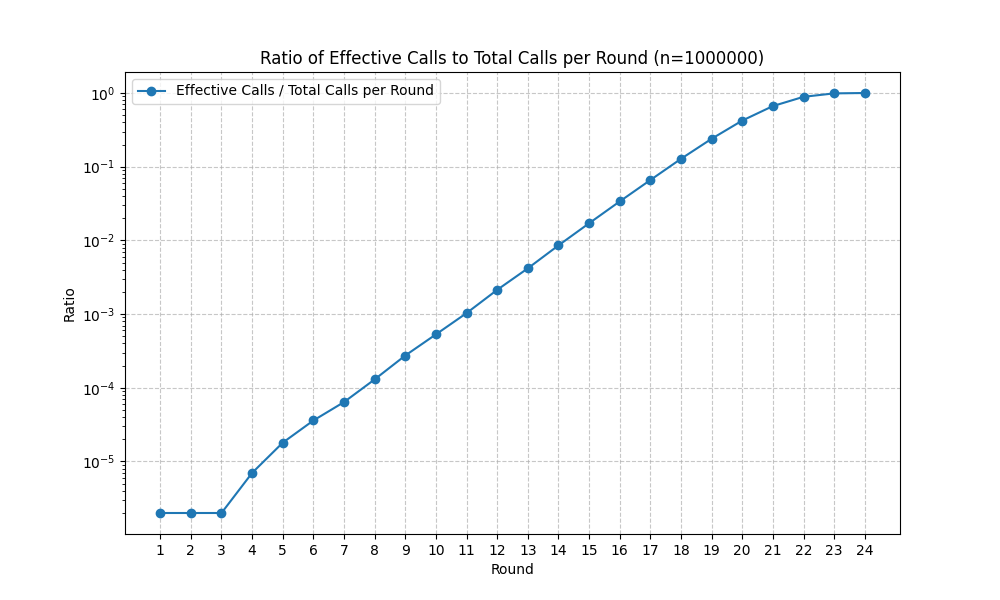 Ratio of Effective Calls to Total Calls per Round (n=1000000)
Effective Calls / Total Calls per Round
Ratio
10⁰
10⁻¹
10⁻²
10⁻³
10⁻⁴
10⁻⁵
1 2 3 4 5 6 7 8 9 10 11 12 13 14 15 16 17 18 19 20 21 22 23 24
Round